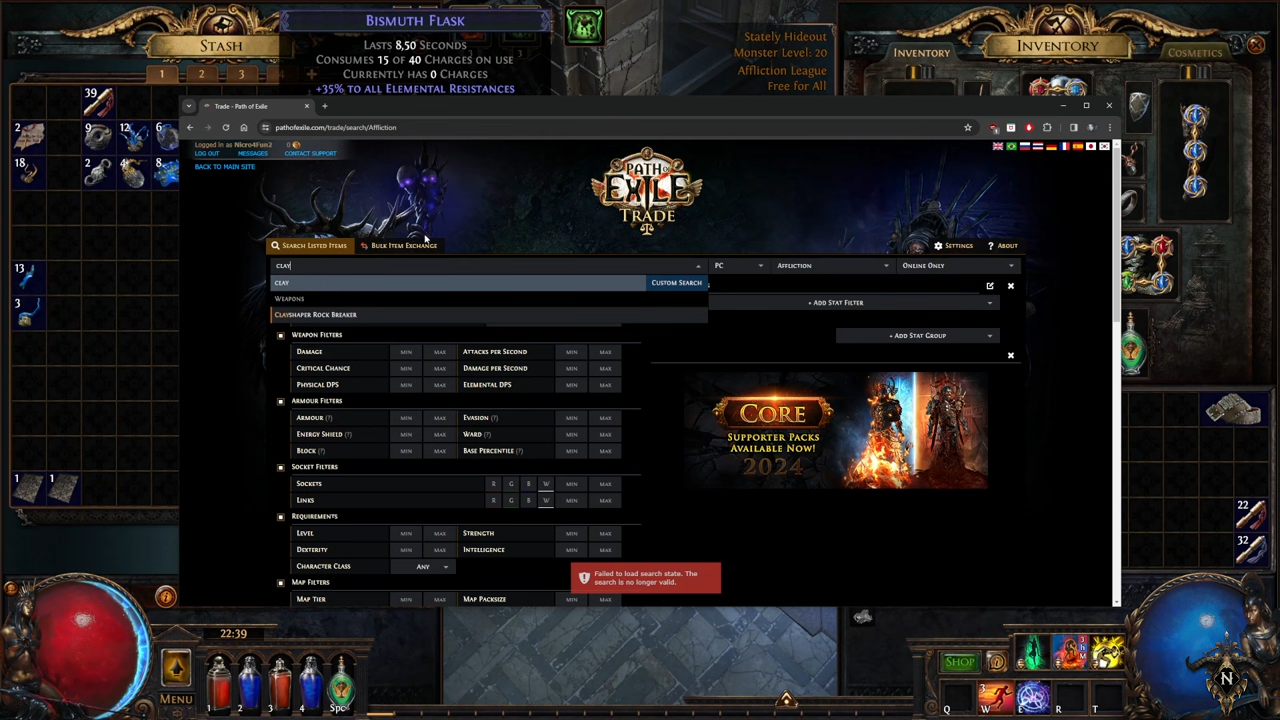 Bismuth Flask
Lasts 8,50 Seconds
Consumes 15 of 40 Charges on use
Currently has 0 Charges
+35% to all Elemental Resistances
Stash
1 2 3 4
Stately Hideout
Monster Level: 20
Affliction League
Free for All
Inventory
Inventory
Cosmetics
39
2 9 12 6
18 2 4 8
13
3
1 1
Trade - Path of Exile
pathofexile.com/trade/search/Affliction
Logged in as Nicro4Fun2 0
Log Out Messages Contact Support
Back to Main Site
Path of Exile Trade
Search Listed Items Bulk Item Exchange Settings ? About
clay PC Affliction Online Only
clay Custom Search
Weapons
+ Add Stat Filter
Clayshaper Rock Breaker
Weapon Filters
+ Add Stat Group
Damage MIN MAX Attacks per Second MIN MAX
Critical Chance MIN MAX Damage per Second MIN MAX
Physical DPS MIN MAX Elemental DPS MIN MAX
Armour Filters
Armour (?) MIN MAX Evasion (?) MIN MAX
Energy Shield (?) MIN MAX Ward (?) MIN MAX
Block (?) MIN MAX Base Percentile (?) MIN MAX
Socket Filters
Sockets R G B W MIN MAX
Links R G B W MIN MAX
Requirements
Level MIN MAX Strength MIN MAX
Dexterity MIN MAX Intelligence MIN MAX
Character Class Any
Map Filters
Map Tier MIN MAX Map Packsize MIN MAX
Core
Supporter Packs
Available Now!
2024
Failed to load search state. The
search is no longer valid.
22
32
22:39
Menu
1 2 3 4 Spc
Shop
3
Q W E R T
N